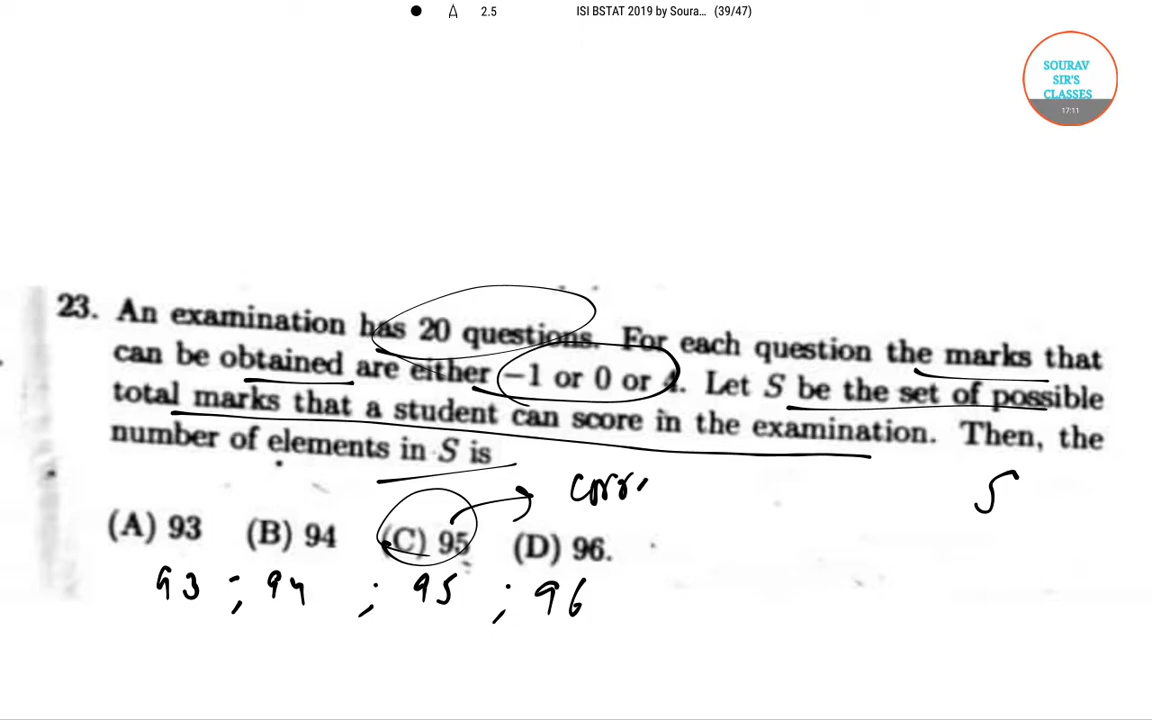 2.5 ISI BSTAT 2019 by Soura... (39/47)
SOURAV
SIR'S
CLASSES
17:11
23. An examination has 20 questions. For each question the marks that
can be obtained are either −1 or 0 or 4. Let S be the set of possible
total marks that a student can score in the examination. Then, the
number of elements in S is
corr
S
(A) 93 (B) 94 (C) 95 (D) 96.
93 ; 94 ; 95 ; 96